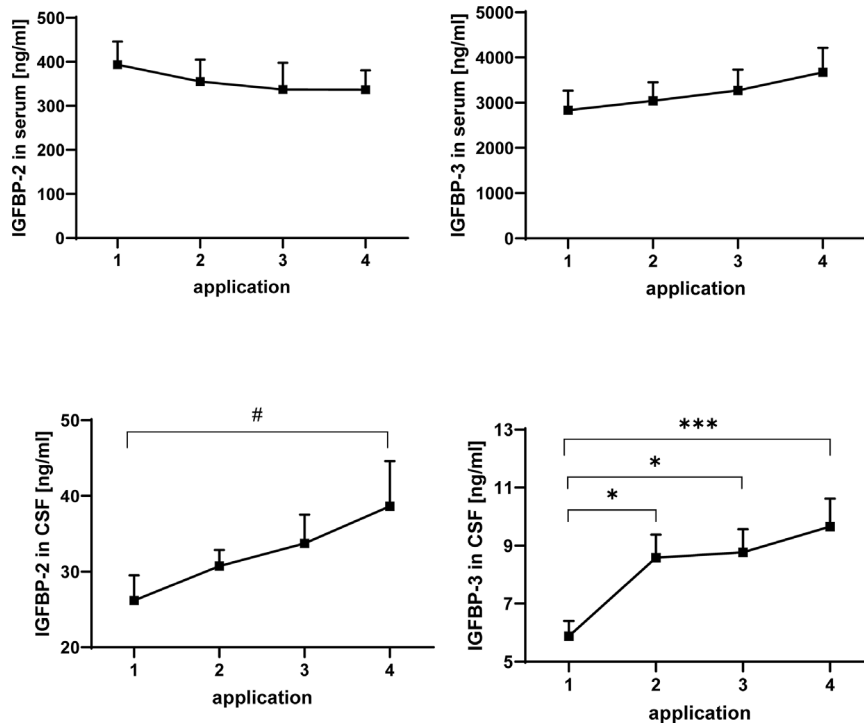 IGFBP-2 in serum [ng/ml]
500
400
300
200
100
0
1 2 3 4
application
IGFBP-3 in serum [ng/ml]
5000
4000
3000
2000
1000
0
1 2 3 4
application
IGFBP-2 in CSF [ng/ml]
50
40
30
20
#
1 2 3 4
application
IGFBP-3 in CSF [ng/ml]
13
11
9
7
5
***
*
*
1 2 3 4
application